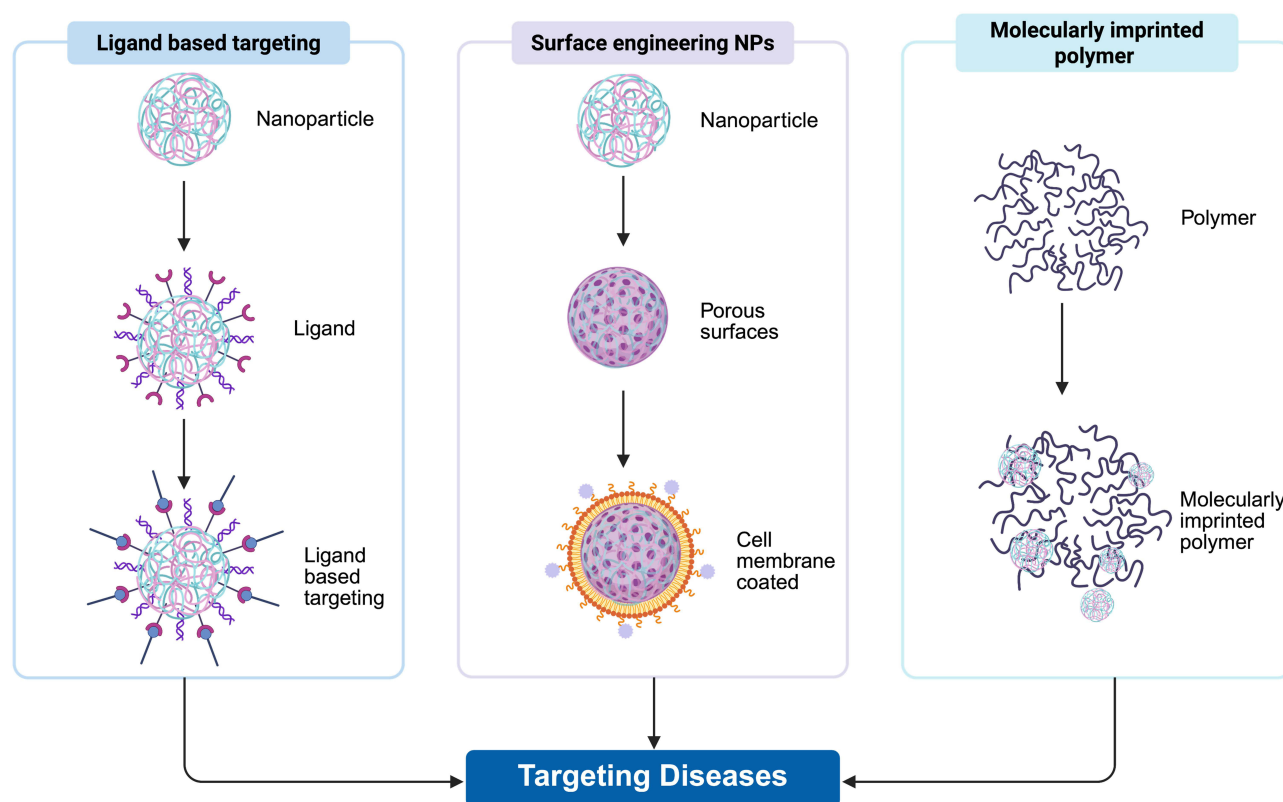 Ligand based targeting
Nanoparticle
Ligand
Ligand
based
targeting
Surface engineering NPs
Nanoparticle
Porous
surfaces
Cell
membrane
coated
Molecularly imprinted
polymer
Polymer
Molecularly
imprinted
polymer
Targeting Diseases